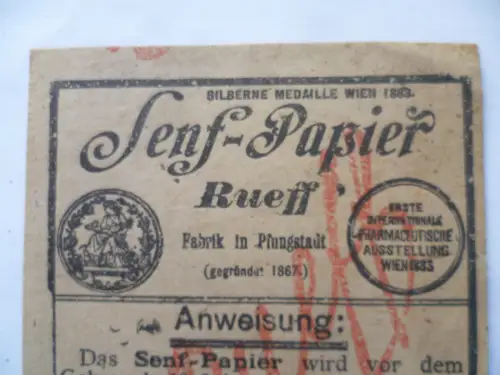 SILBERNE MEDAILLE WIEN 1883.
Senf-Papier
Rueff
Fabrik in Pfungstadt
(gegründet 1867.)
ERSTE
INTERNATIONALE
PHARMACEUTISCHE
AUSSTELLUNG
WIEN 1883
Anweisung:
Das Senf-Papier wird vor dem